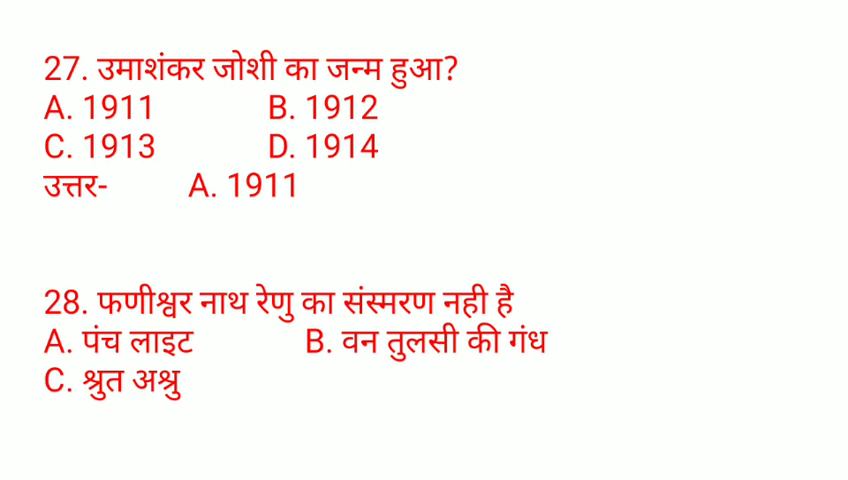 27. उमाशंकर जोशी का जन्म हुआ?
A. 1911 B. 1912
C. 1913 D. 1914
उत्तर- A. 1911
28. फणीश्वर नाथ रेणु का संस्मरण नही है
A. पंच लाइट B. वन तुलसी की गंध
C. श्रुत अश्रु